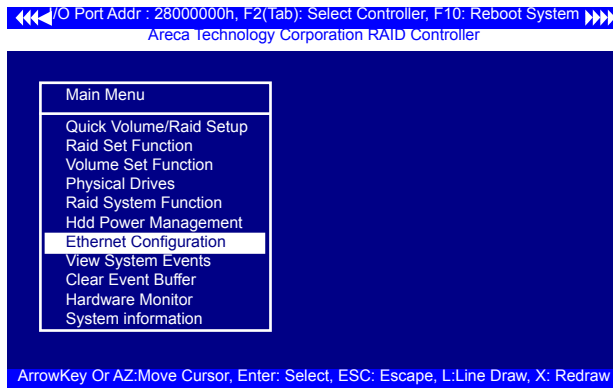 I/O Port Addr : 28000000h, F2(Tab): Select Controller, F10: Reboot System
Areca Technology Corporation RAID Controller
Main Menu
Quick Volume/Raid Setup
Raid Set Function
Volume Set Function
Physical Drives
Raid System Function
Hdd Power Management
Ethernet Configuration
View System Events
Clear Event Buffer
Hardware Monitor
System information
ArrowKey Or AZ:Move Cursor, Enter: Select, ESC: Escape, L:Line Draw, X: Redraw